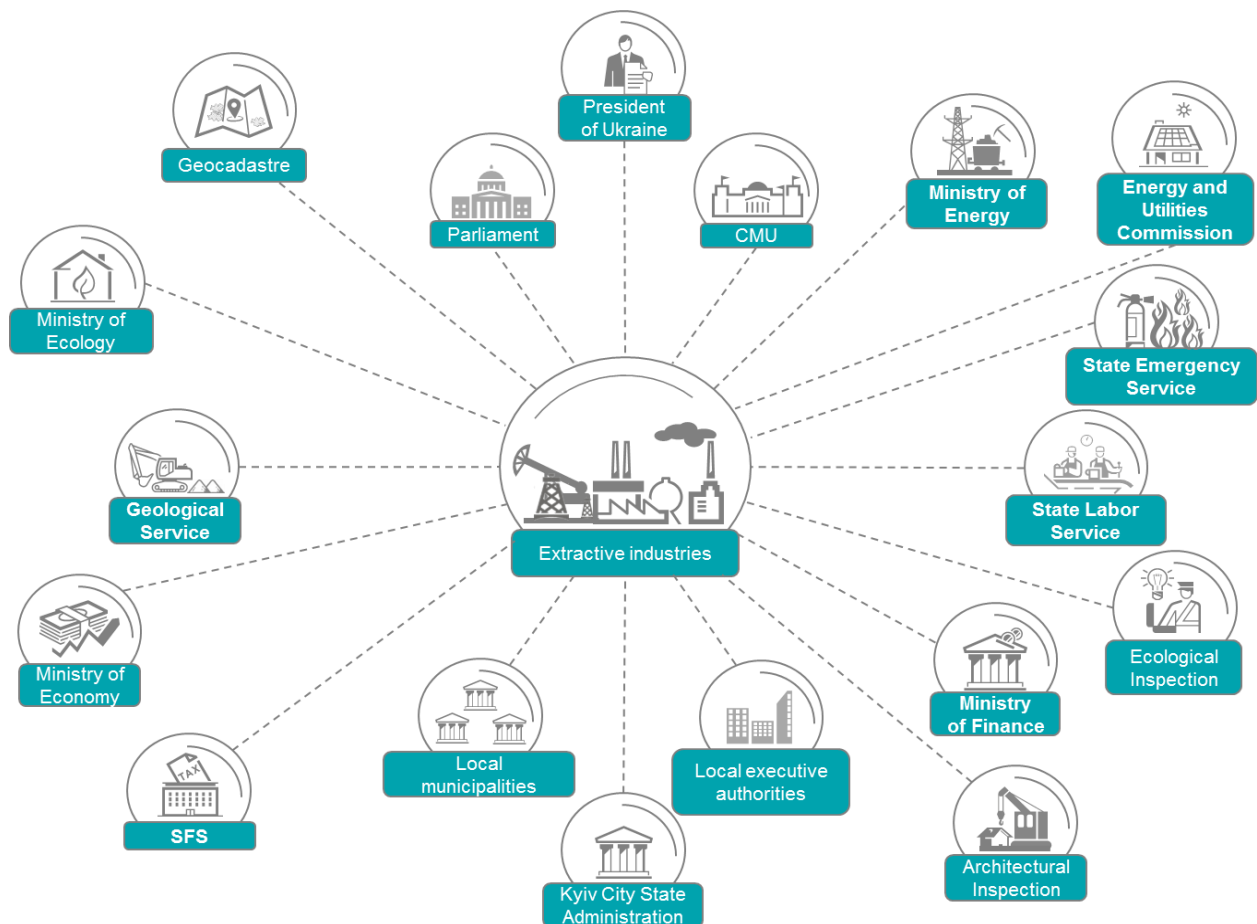 President
of Ukraine
Geocadastre
Parliament
CMU
Ministry of
Energy
Energy and
Utilities
Commission
Ministry of
Ecology
State Emergency
Service
Geological
Service
Extractive industries
State Labor
Service
Ministry of
Economy
Ecological
Inspection
Ministry
of Finance
Local
municipalities
Local executive
authorities
TAX
SFS
Kyiv City State
Administration
Architectural
Inspection